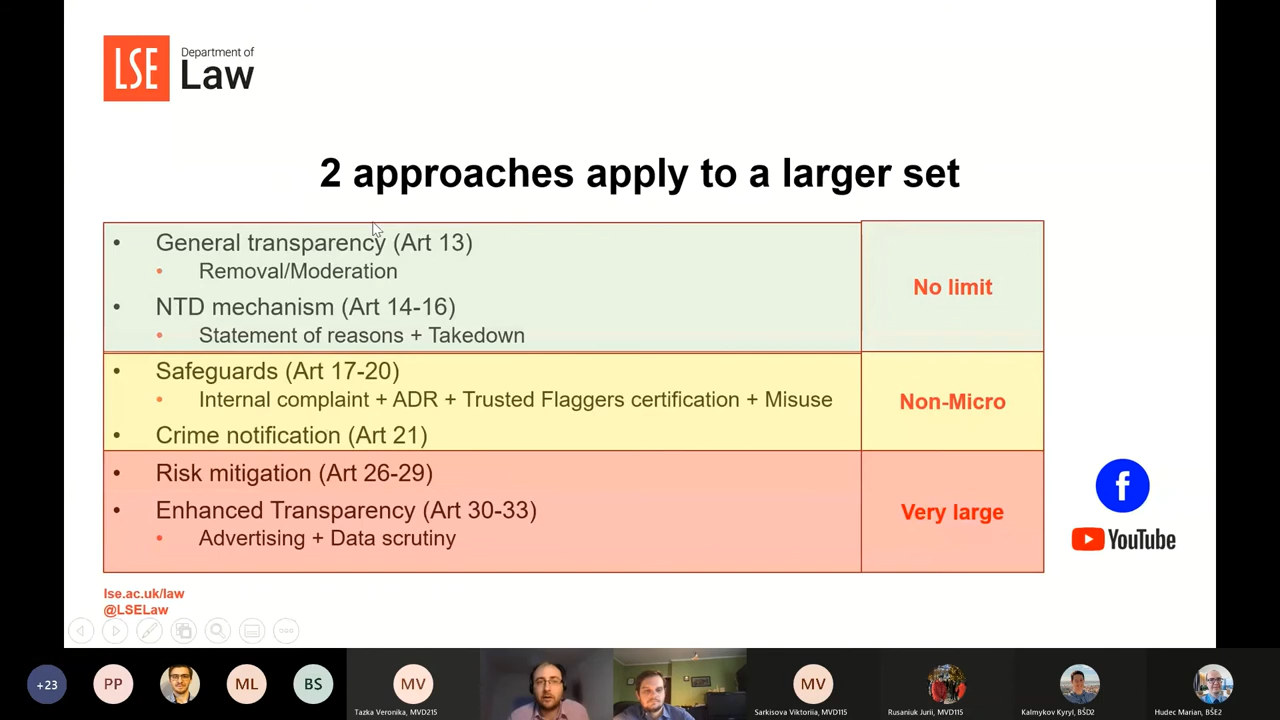 LSE
Department of
Law
2 approaches apply to a larger set
• General transparency (Art 13)
• Removal/Moderation
• NTD mechanism (Art 14-16)
• Statement of reasons + Takedown
No limit
• Safeguards (Art 17-20)
• Internal complaint + ADR + Trusted Flaggers certification + Misuse
• Crime notification (Art 21)
Non-Micro
• Risk mitigation (Art 26-29)
• Enhanced Transparency (Art 30-33)
• Advertising + Data scrutiny
Very large
f
YouTube
lse.ac.uk/law
@LSELaw
+23
PP
ML
BS
MV
Tazka Veronika, MVD215
MV
Sarkisova Viktoriia, MVD115
Rusaniuk Jurii, MVD115
Kalmykov Kyryl, BŠD2
Hudec Marian, BŠE2